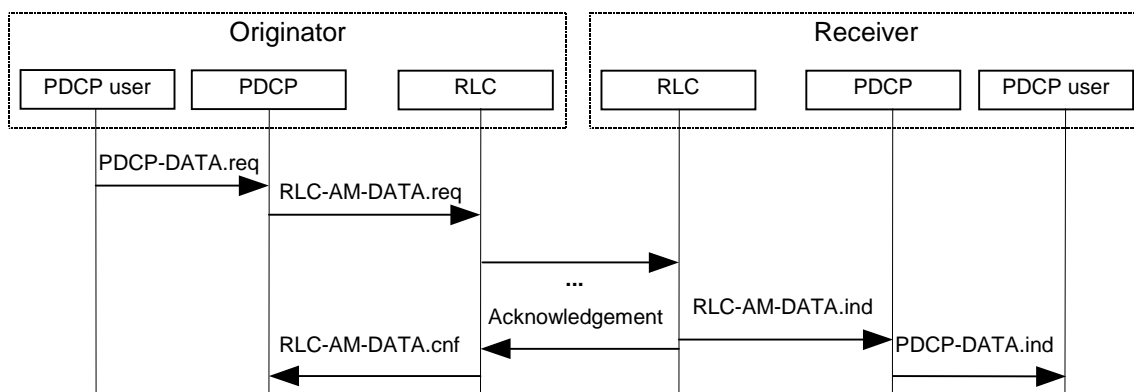 Originator
Receiver
PDCP user
PDCP
RLC
RLC
PDCP
PDCP user
PDCP-DATA.req
RLC-AM-DATA.req
...
Acknowledgement
RLC-AM-DATA.ind
RLC-AM-DATA.cnf
PDCP-DATA.ind